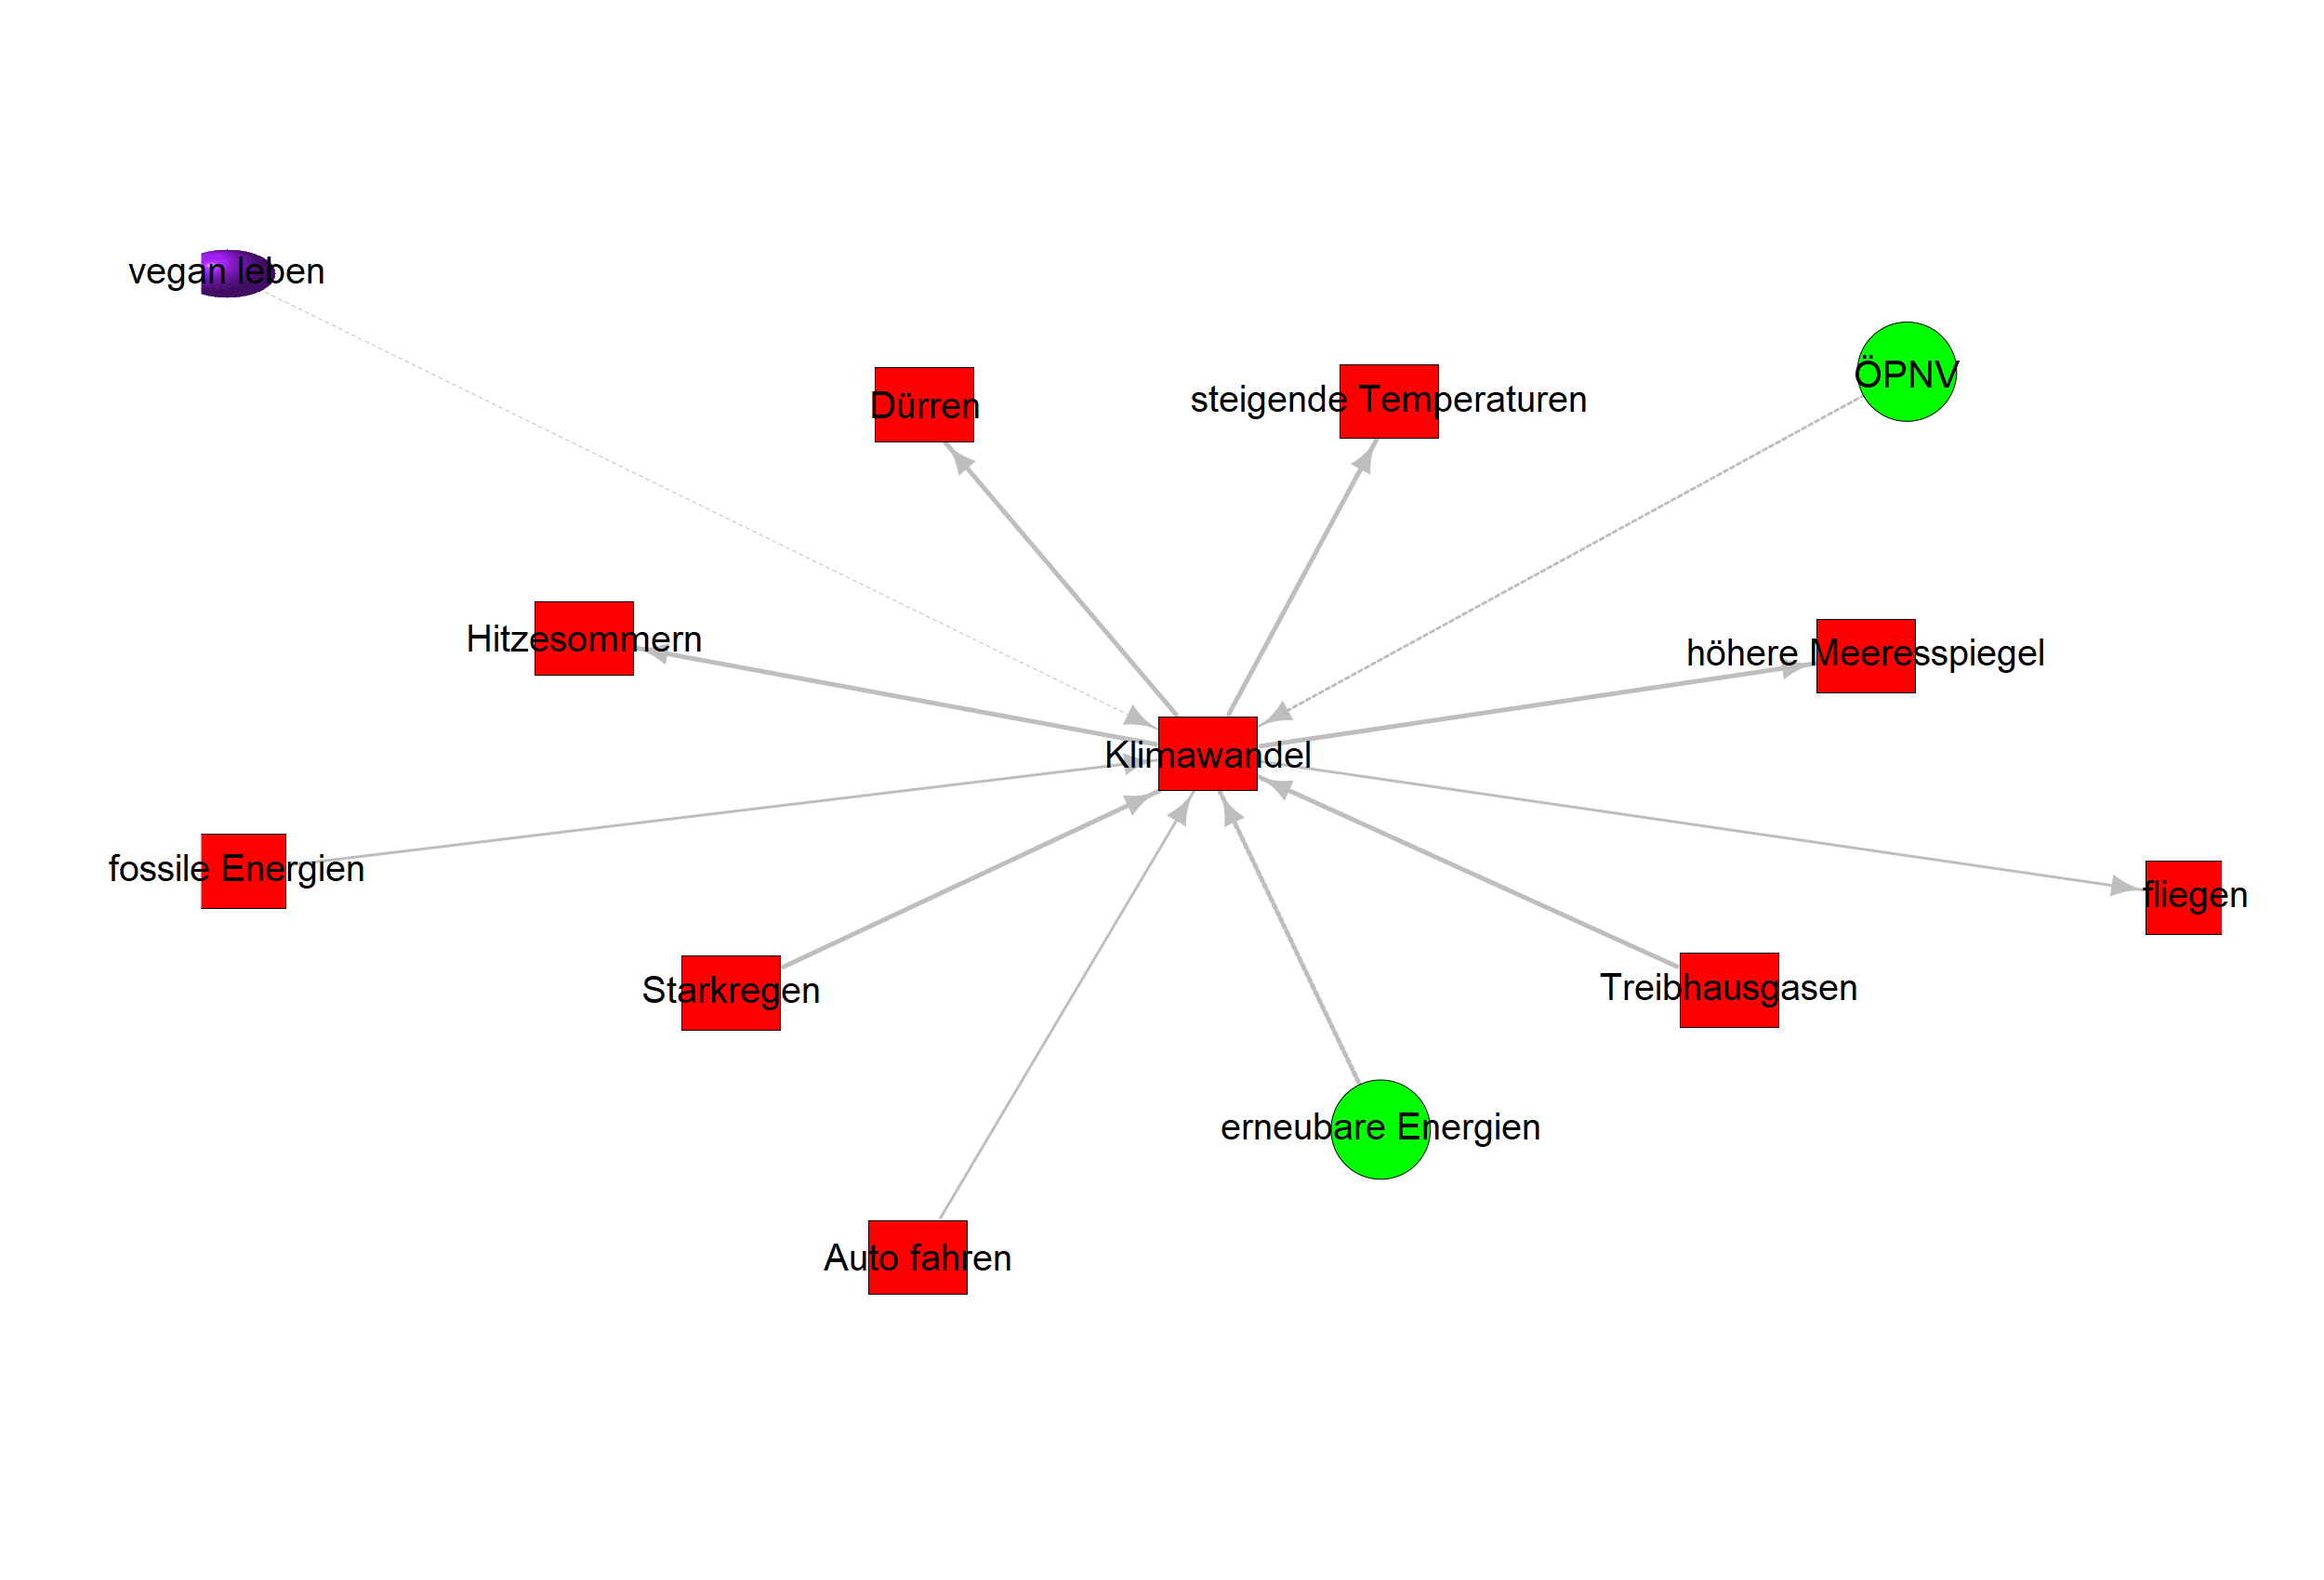 vegan leben
ÖPNV
steigende Temperaturen
Dürren
Hitzesommern
höhere Meeresspiegel
Klimawandel
fossile Energien
fliegen
Starkregen
Treibhausgasen
erneubare Energien
Auto fahren